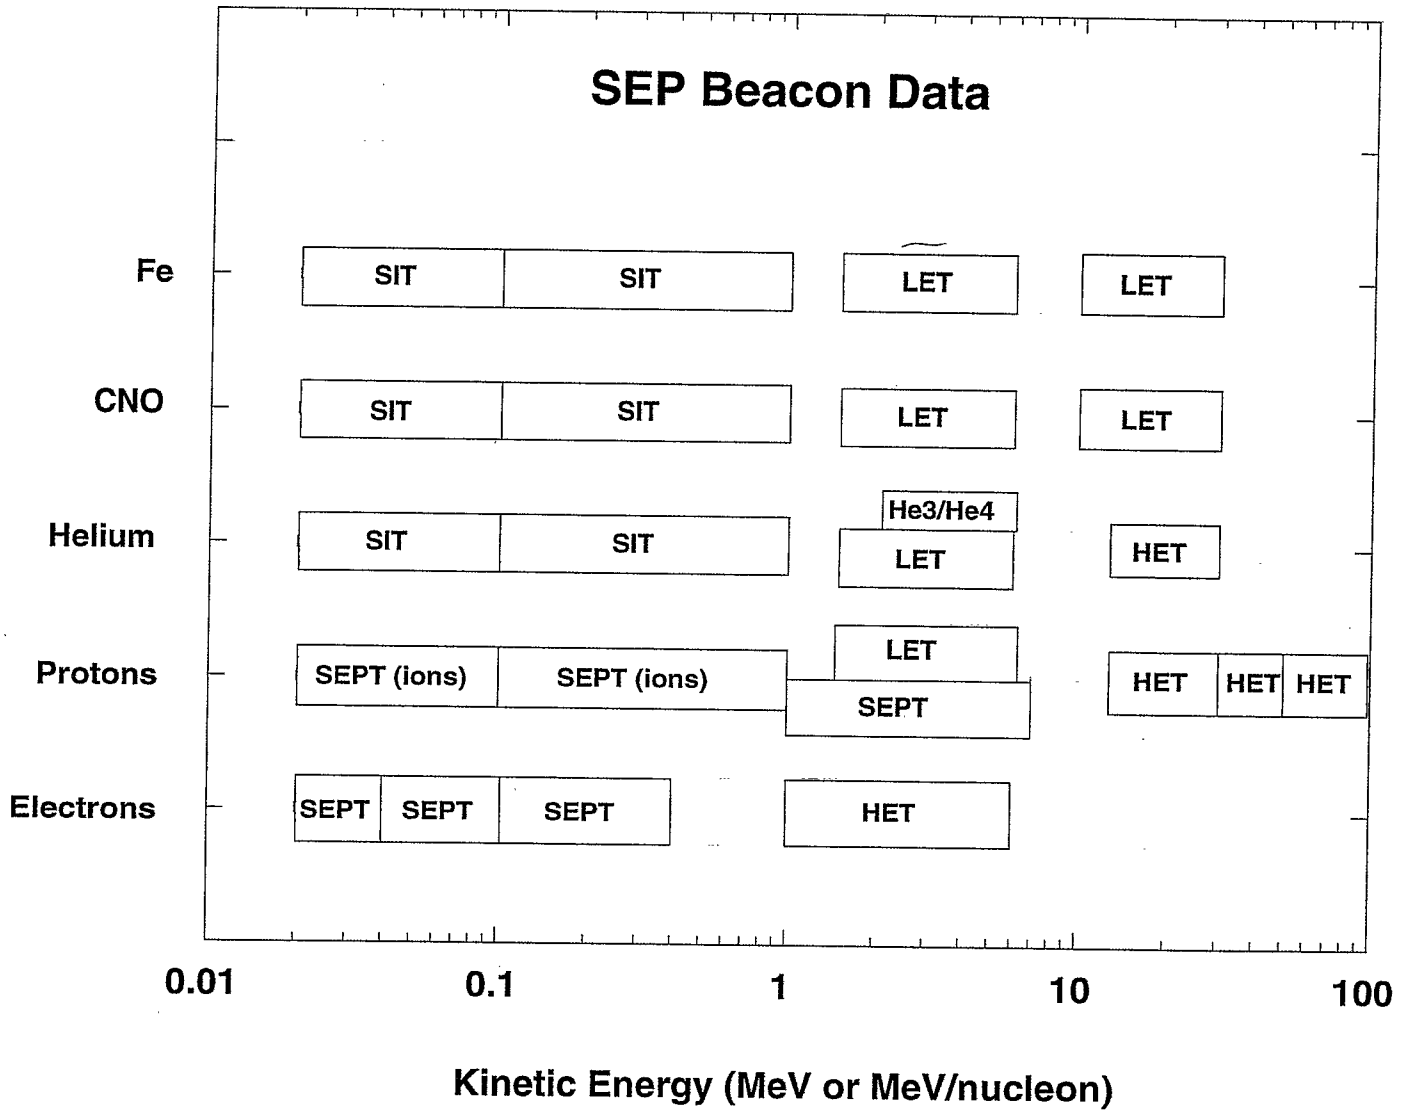 SEP Beacon Data
Fe SIT SIT LET LET
CNO SIT SIT LET LET
He3/He4
Helium SIT SIT LET HET
LET
Protons SEPT (ions) SEPT (ions) HET HET HET
SEPT
Electrons SEPT SEPT SEPT HET
0.01 0.1 1 10 100
Kinetic Energy (MeV or MeV/nucleon)